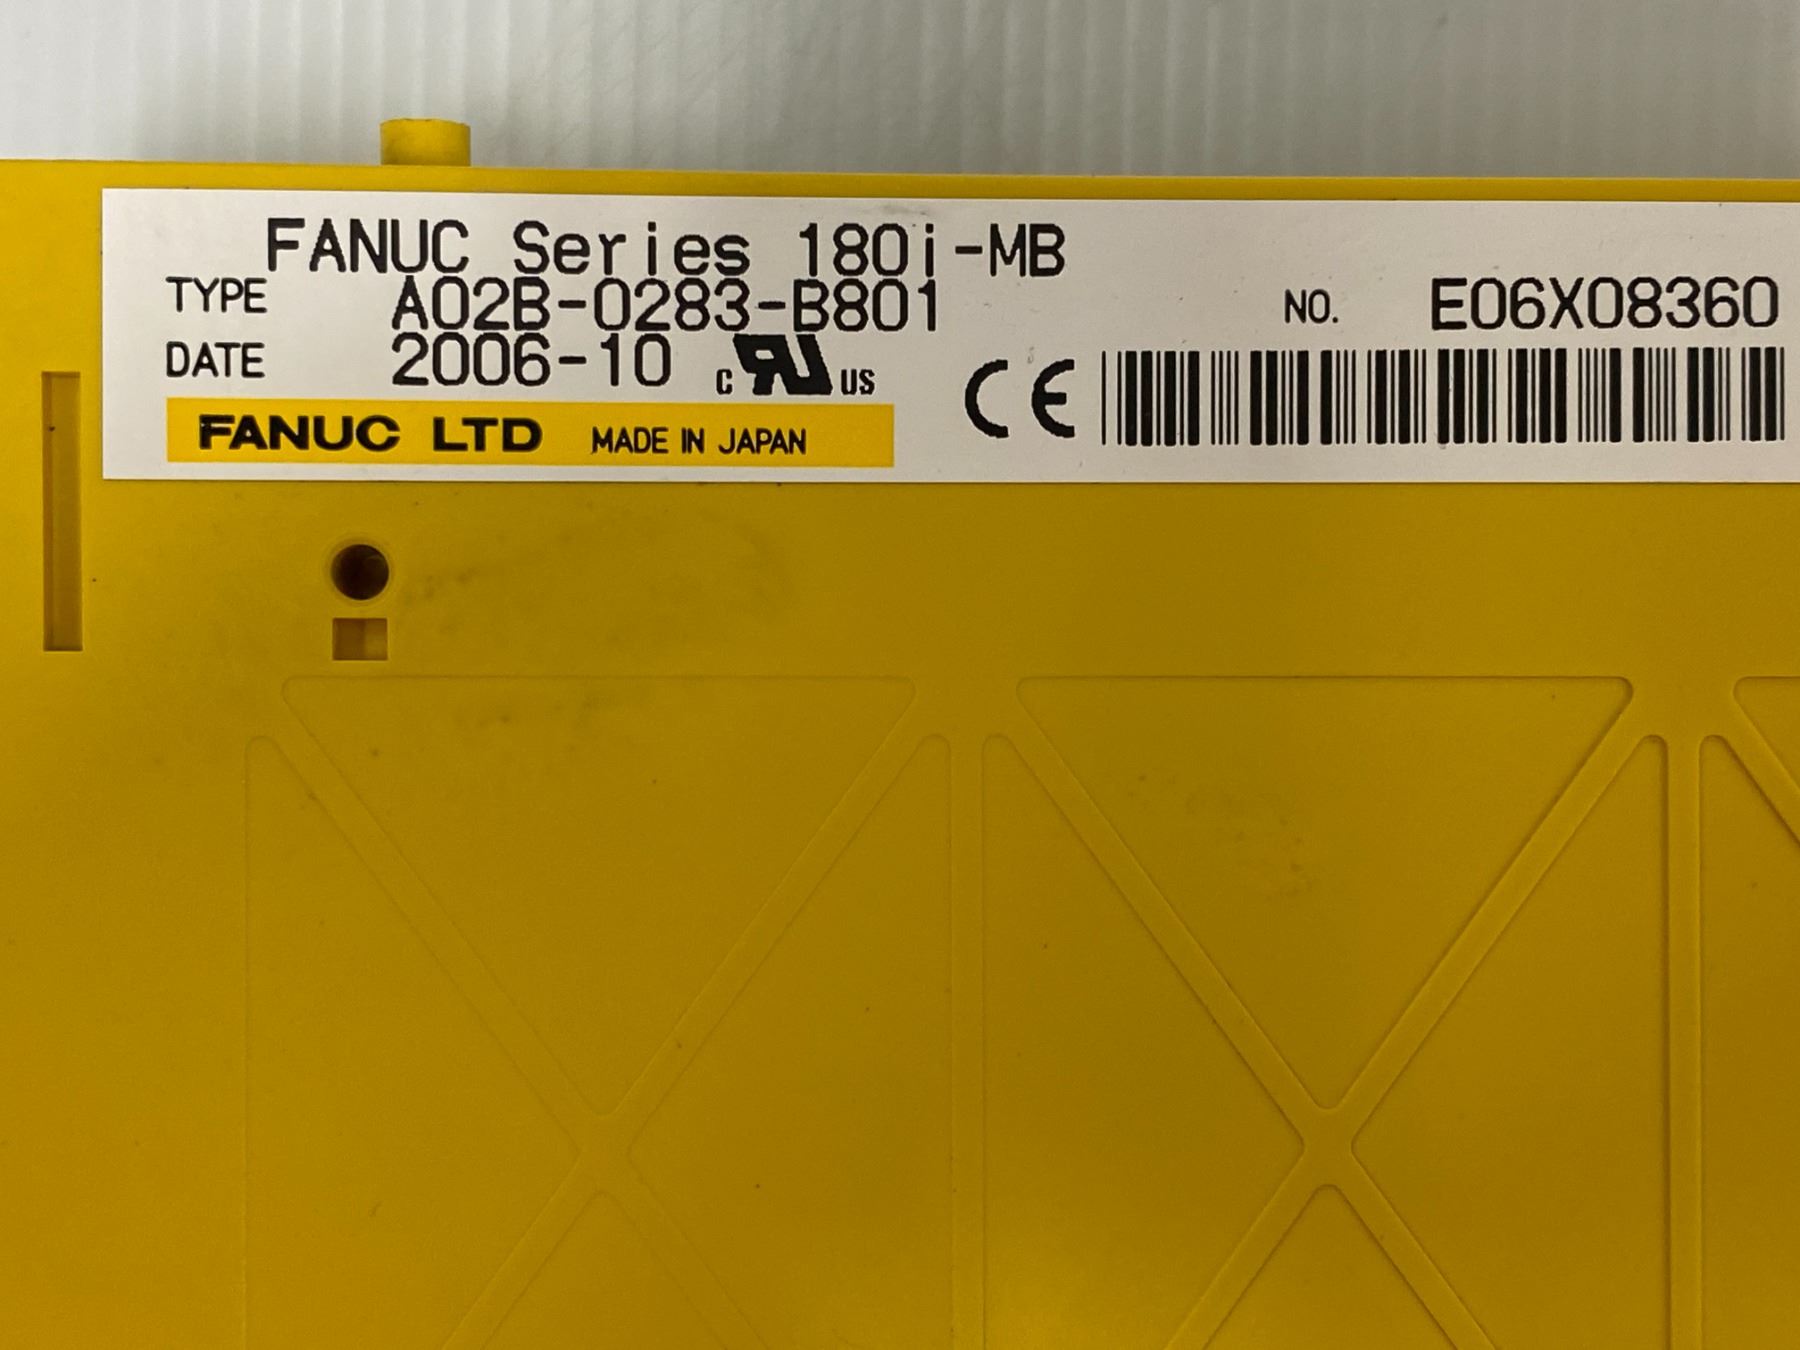 FANUC Series 180i-MB
TYPE A02B-0283-B801 NO. E06X08360
DATE 2006-10 c RU US CE
FANUC LTD MADE IN JAPAN